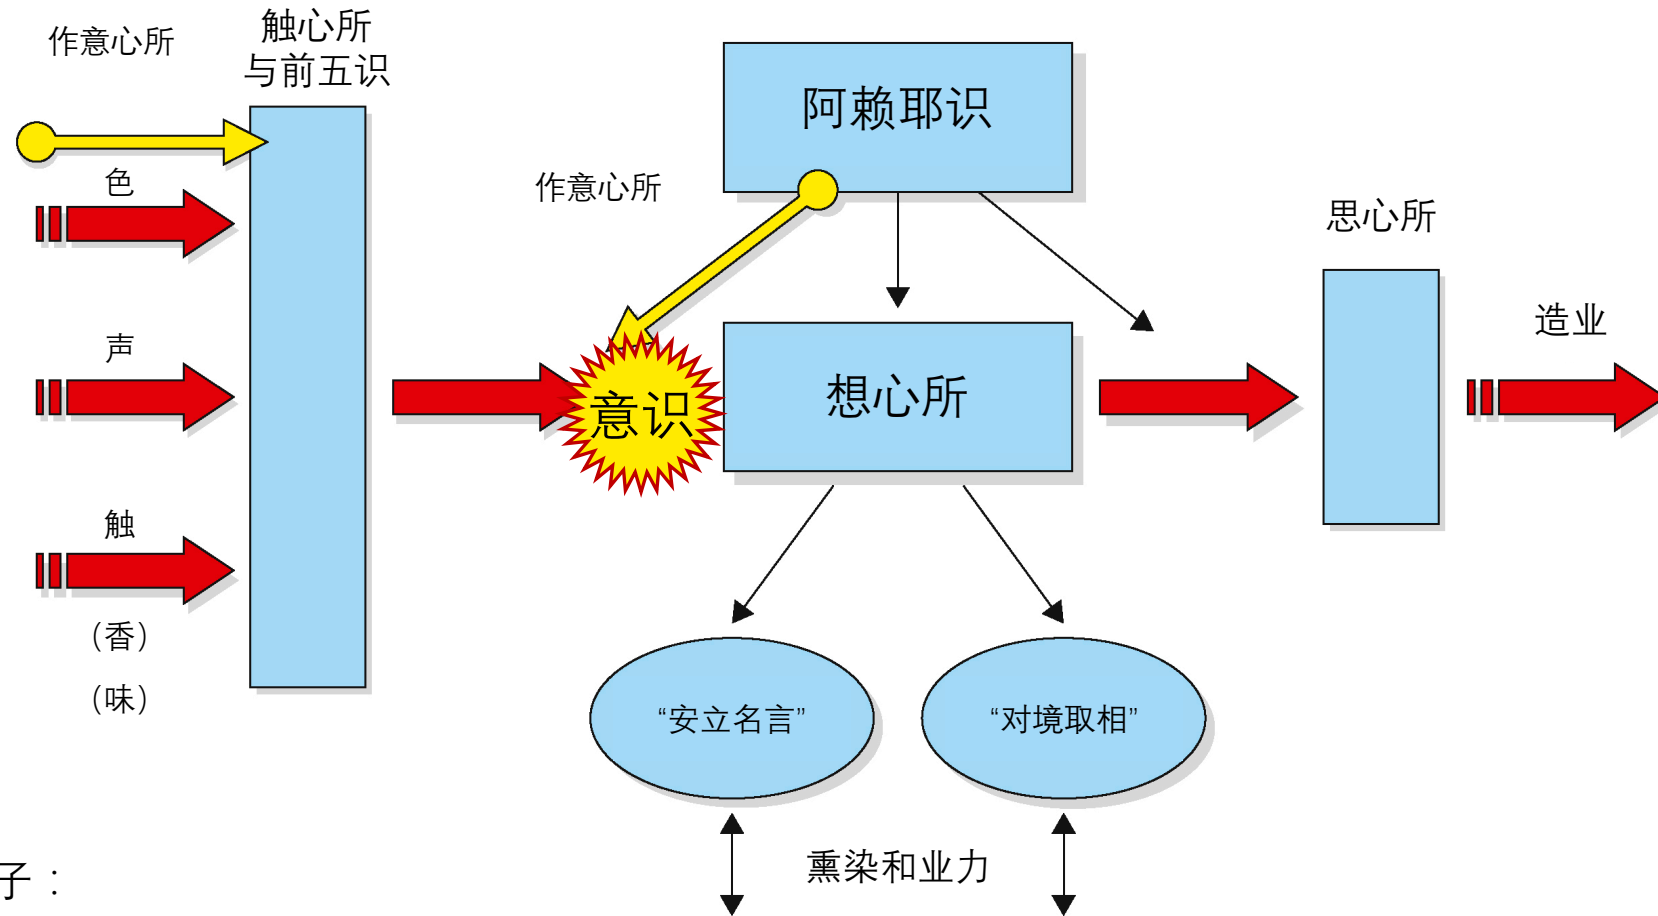 作意心所
触心所
与前五识
阿赖耶识
色
作意心所
思心所
声
造业
意识
想心所
触
（香）
（味）
“安立名言”
“对境取相”
熏染和业力
子：